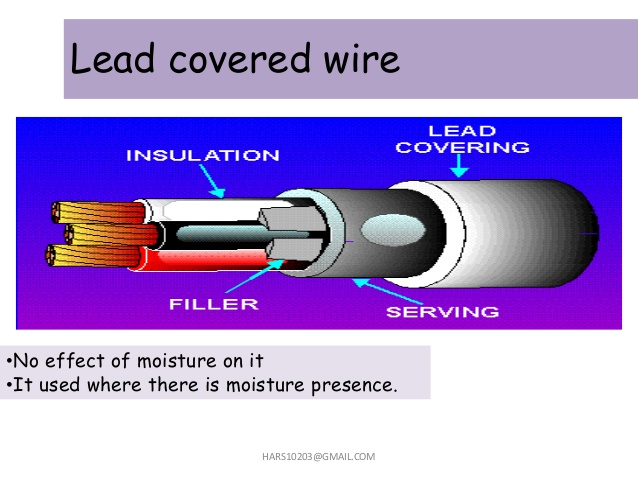 Lead covered wire
LEAD
COVERING
INSULATION
FILLER
SERVING
•No effect of moisture on it
•It used where there is moisture presence.
HARS10203@GMAIL.COM